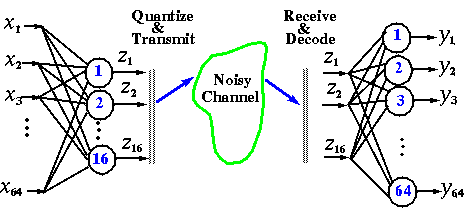 Quantize
&
Transmit
Receive
&
Decode
x1
x2
x3
x64
1
2
16
z1
z2
z16
Noisy
Channel
z1
z2
z16
1
2
3
64
y1
y2
y3
y64